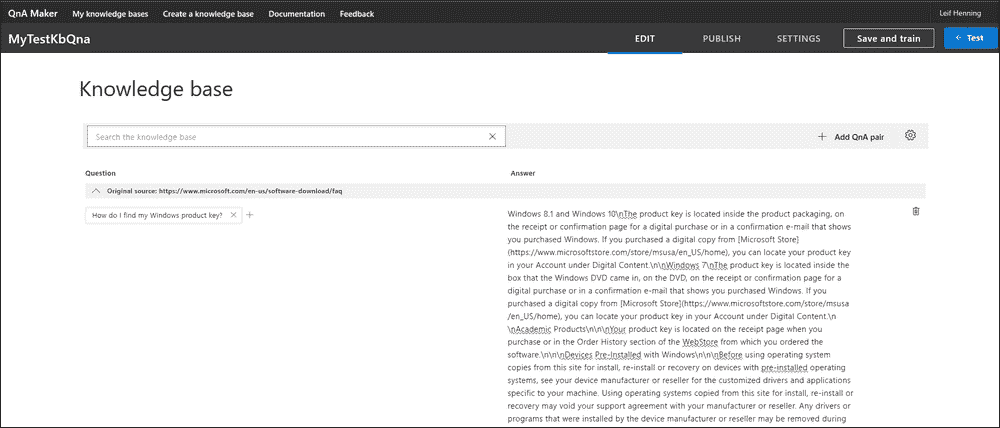 QnA Maker My knowledge bases Create a knowledge base Documentation Feedback Leif Henning
MyTestKbQna EDIT PUBLISH SETTINGS Save and train ← Test
Knowledge base
Search the knowledge base × + Add QnA pair
Question Answer
Original source: https://www.microsoft.com/en-us/software-download/faq
How do I find my Windows product key? × +
Windows 8.1 and Windows 10\nThe product key is located inside the product packaging, on
the receipt or confirmation page for a digital purchase or in a confirmation e-mail that shows
you purchased Windows. If you purchased a digital copy from [Microsoft Store]
(https://www.microsoftstore.com/store/msusa/en_US/home), you can locate your product key
in your Account under Digital Content.\n\nWindows 7\nThe product key is located inside the
box that the Windows DVD came in, on the DVD, on the receipt or confirmation page for a
digital purchase or in a confirmation e-mail that shows you purchased Windows. If you
purchased a digital copy from [Microsoft Store](https://www.microsoftstore.com/store/msusa
/en_US/home), you can locate your product key in your Account under Digital Content.\n
\nAcademic Products\n\n\nYour product key is located on the receipt page when you
purchase or in the Order History section of the WebStore from which you ordered the
software.\n\n\nDevices Pre-Installed with Windows\n\n\nBefore using operating system
copies from this site for install, re-install or recovery on devices with pre-installed operating
systems, see your device manufacturer or reseller for the customized drivers and applications
specific to your machine. Using operating systems copied from this site for install, re-install or
recovery may void your support agreement with your manufacturer or reseller. Any drivers or
programs that were installed by the device manufacturer or reseller may be removed during